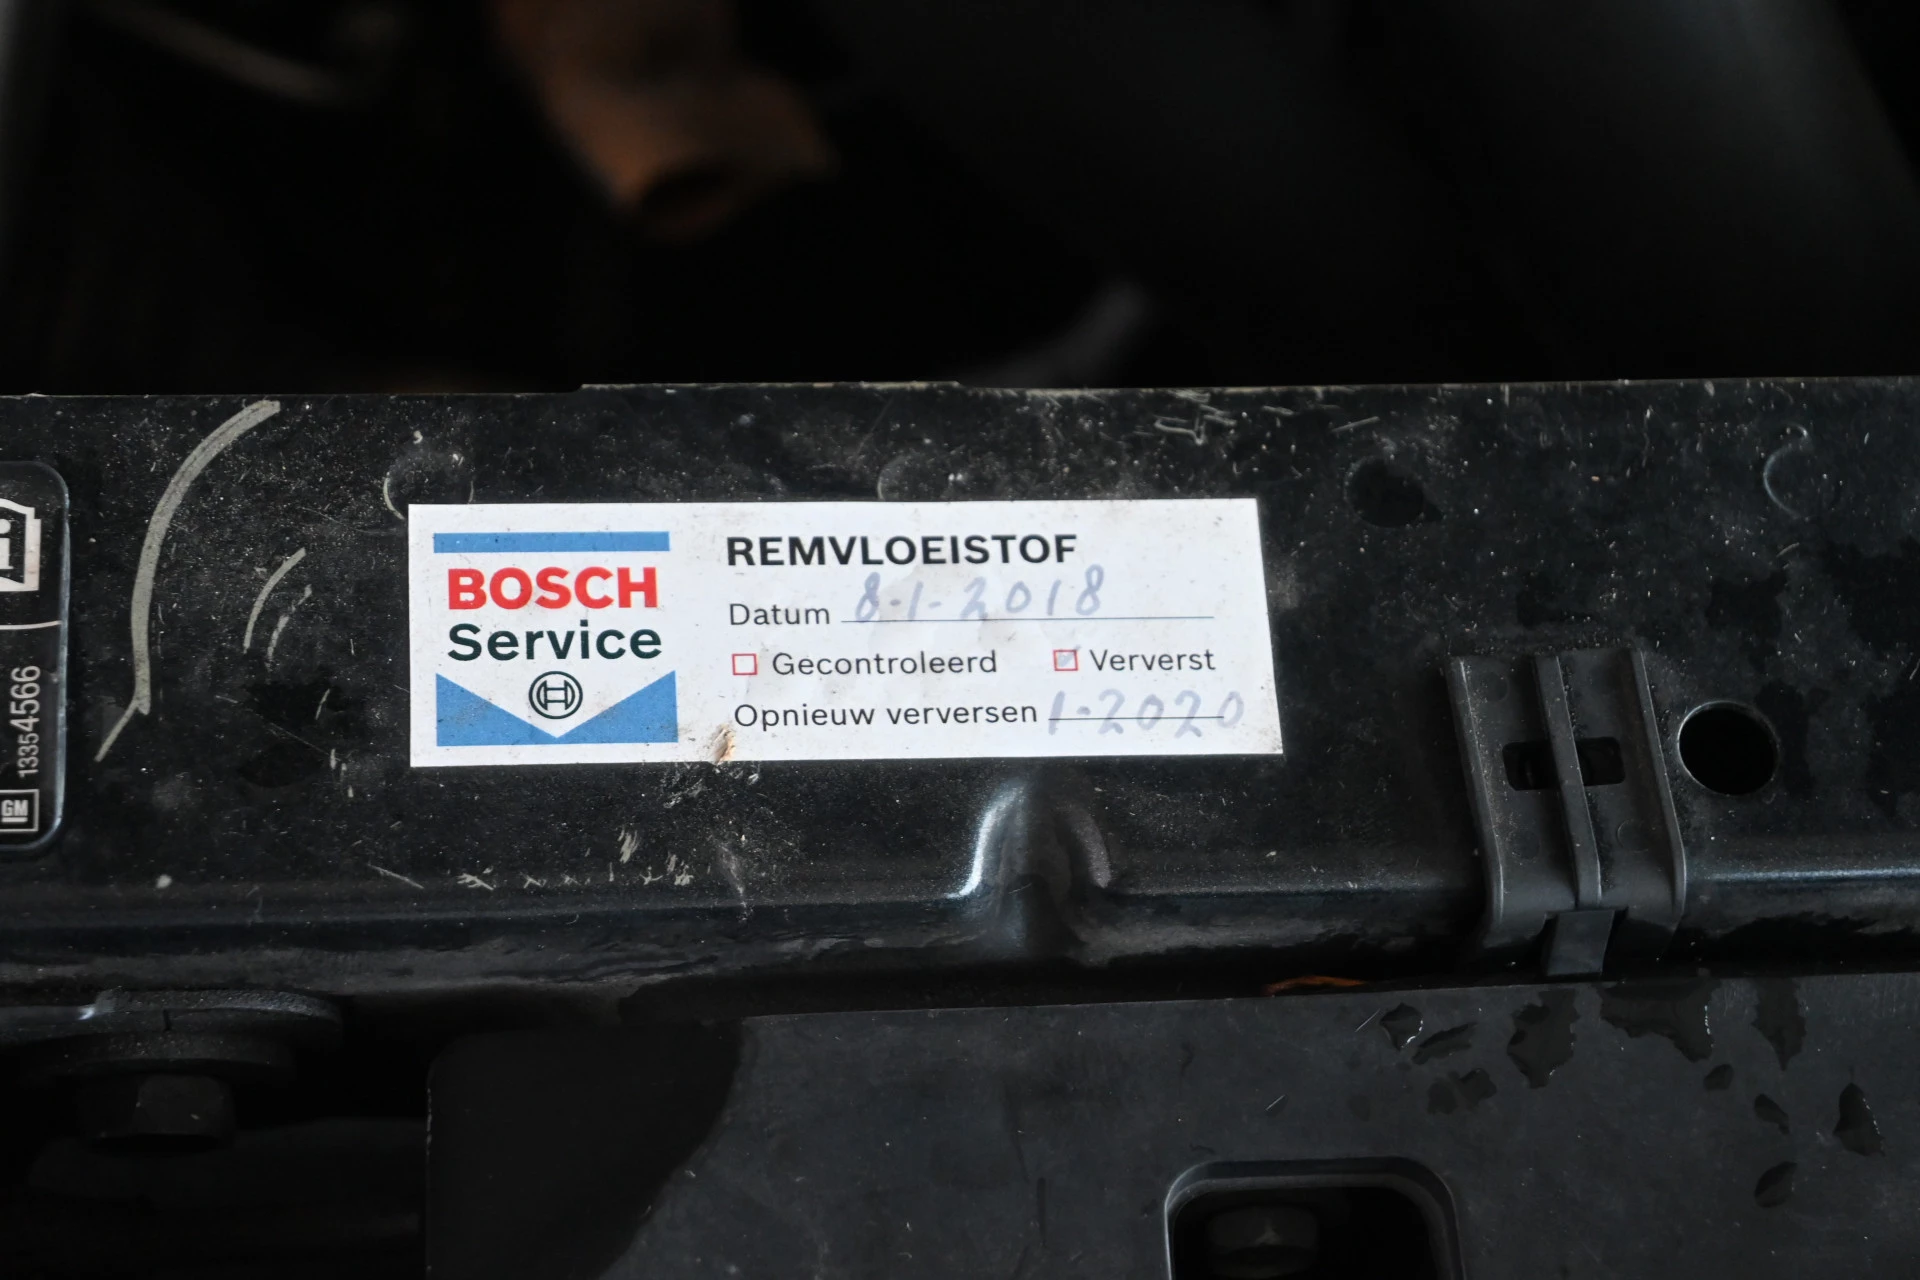 BOSCH
Service
REMVLOEISTOF
Datum 8-1-2018
Gecontroleerd Ververst
Opnieuw verversen 1-2020
i
13354566
GM